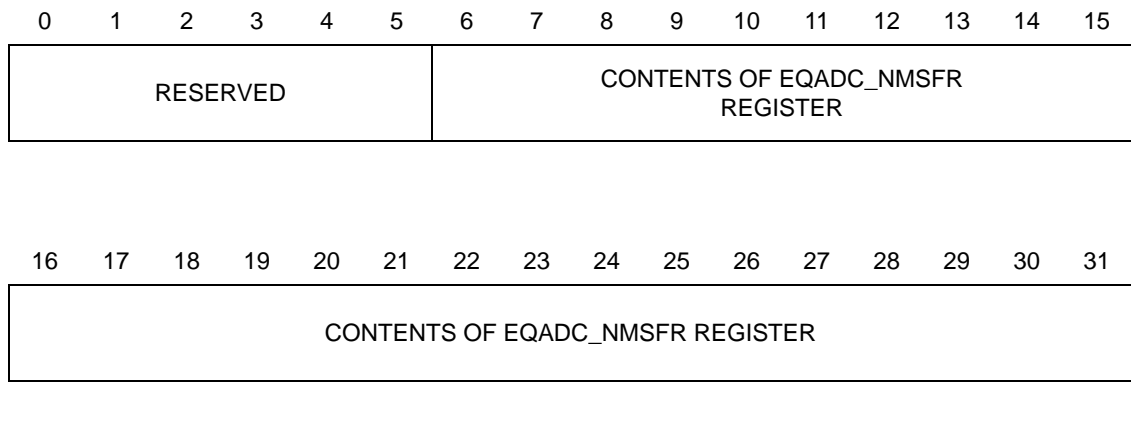 0 1 2 3 4 5 6 7 8 9 10 11 12 13 14 15
RESERVED
CONTENTS OF EQADC_NMSFR
REGISTER
16 17 18 19 20 21 22 23 24 25 26 27 28 29 30 31
CONTENTS OF EQADC_NMSFR REGISTER